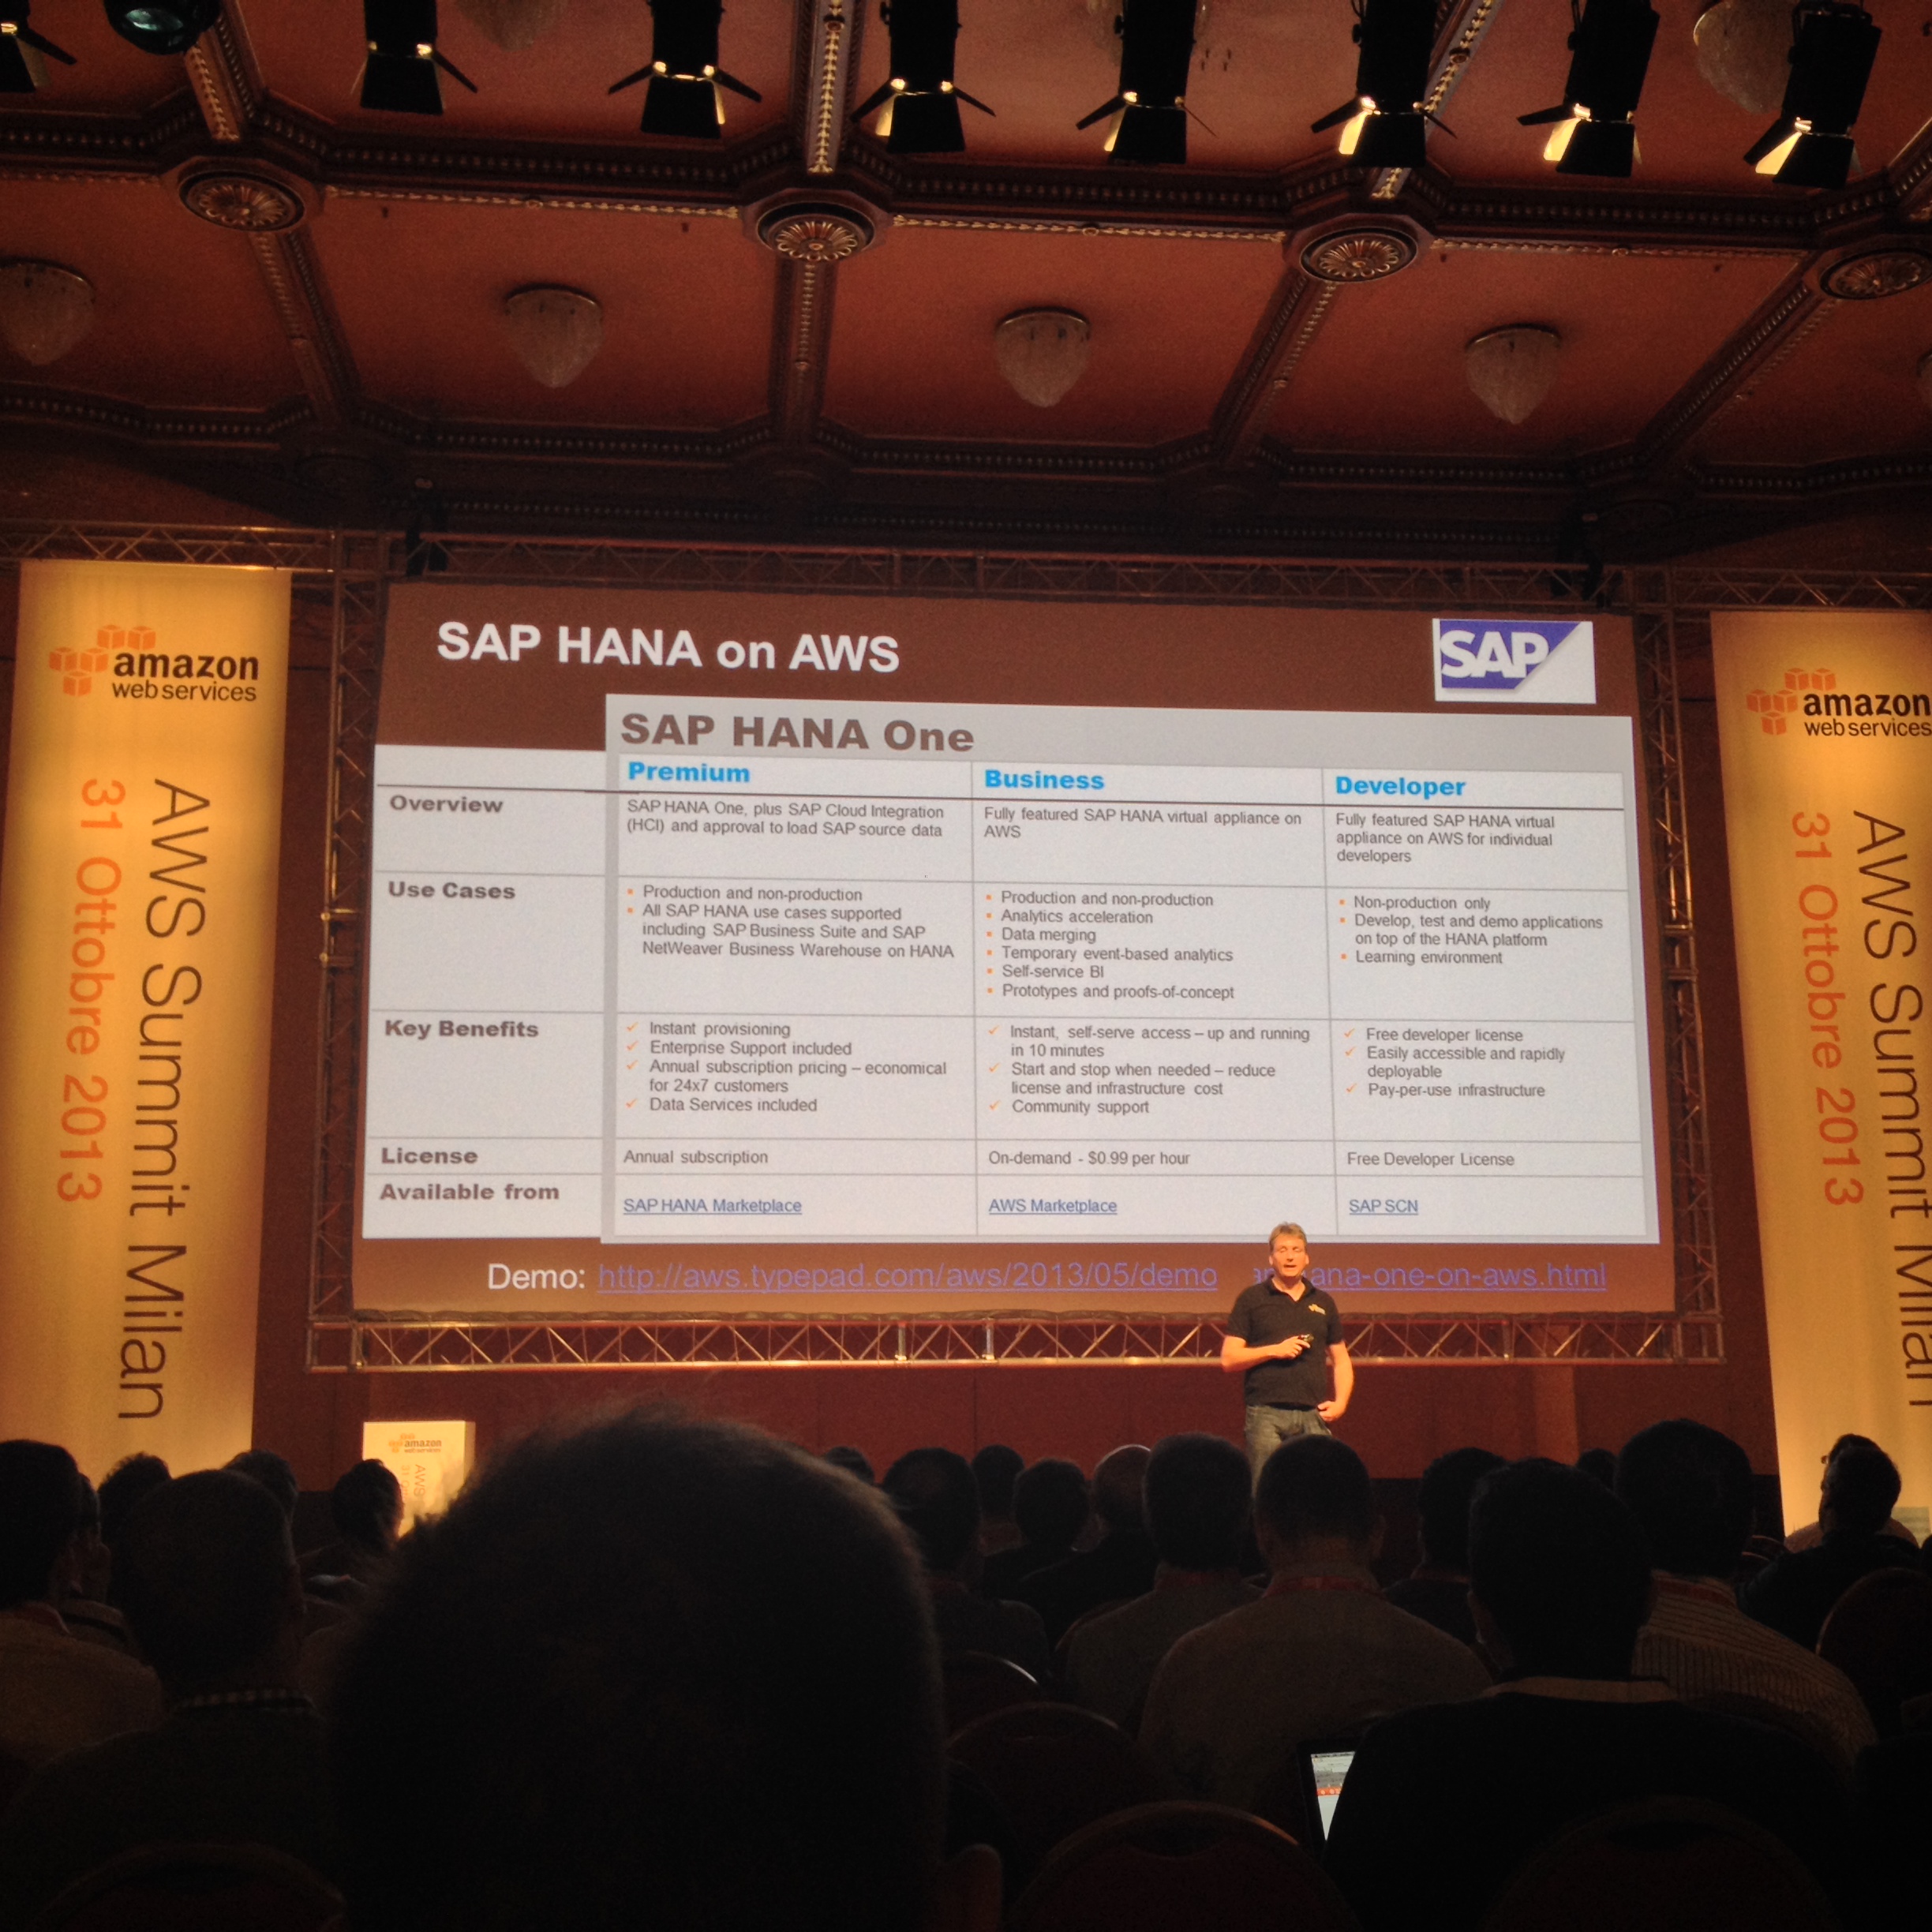 amazon
webservices
AWS Summit Milan
31 Ottobre 2013
SAP HANA on AWS
SAP
SAP HANA One
Premium
Business
Developer
Overview
SAP HANA One, plus SAP Cloud Integration
(HCI) and approval to load SAP source data
Fully featured SAP HANA virtual appliance on
AWS
Fully featured SAP HANA virtual
appliance on AWS for individual
developers
Use Cases
▪ Production and non-production
▪ All SAP HANA use cases supported
including SAP Business Suite and SAP
NetWeaver Business Warehouse on HANA
▪ Production and non-production
▪ Analytics acceleration
▪ Data merging
▪ Temporary event-based analytics
▪ Self-service BI
▪ Prototypes and proofs-of-concept
▪ Non-production only
▪ Develop, test and demo applications
on top of the HANA platform
▪ Learning environment
Key Benefits
✓ Instant provisioning
✓ Enterprise Support included
✓ Annual subscription pricing – economical
for 24x7 customers
✓ Data Services included
✓ Instant, self-serve access – up and running
in 10 minutes
✓ Start and stop when needed – reduce
license and infrastructure cost
✓ Community support
✓ Free developer license
✓ Easily accessible and rapidly
deployable
✓ Pay-per-use infrastructure
License
Annual subscription
On-demand - $0.99 per hour
Free Developer License
Available from
SAP HANA Marketplace
AWS Marketplace
SAP SCN
Demo: http://aws.typepad.com/aws/2013/05/demo ana-one-on-aws.html
amazon
webservices
AWS Summit Milan
31 Ottobre 2013
amazon
web services
AWS